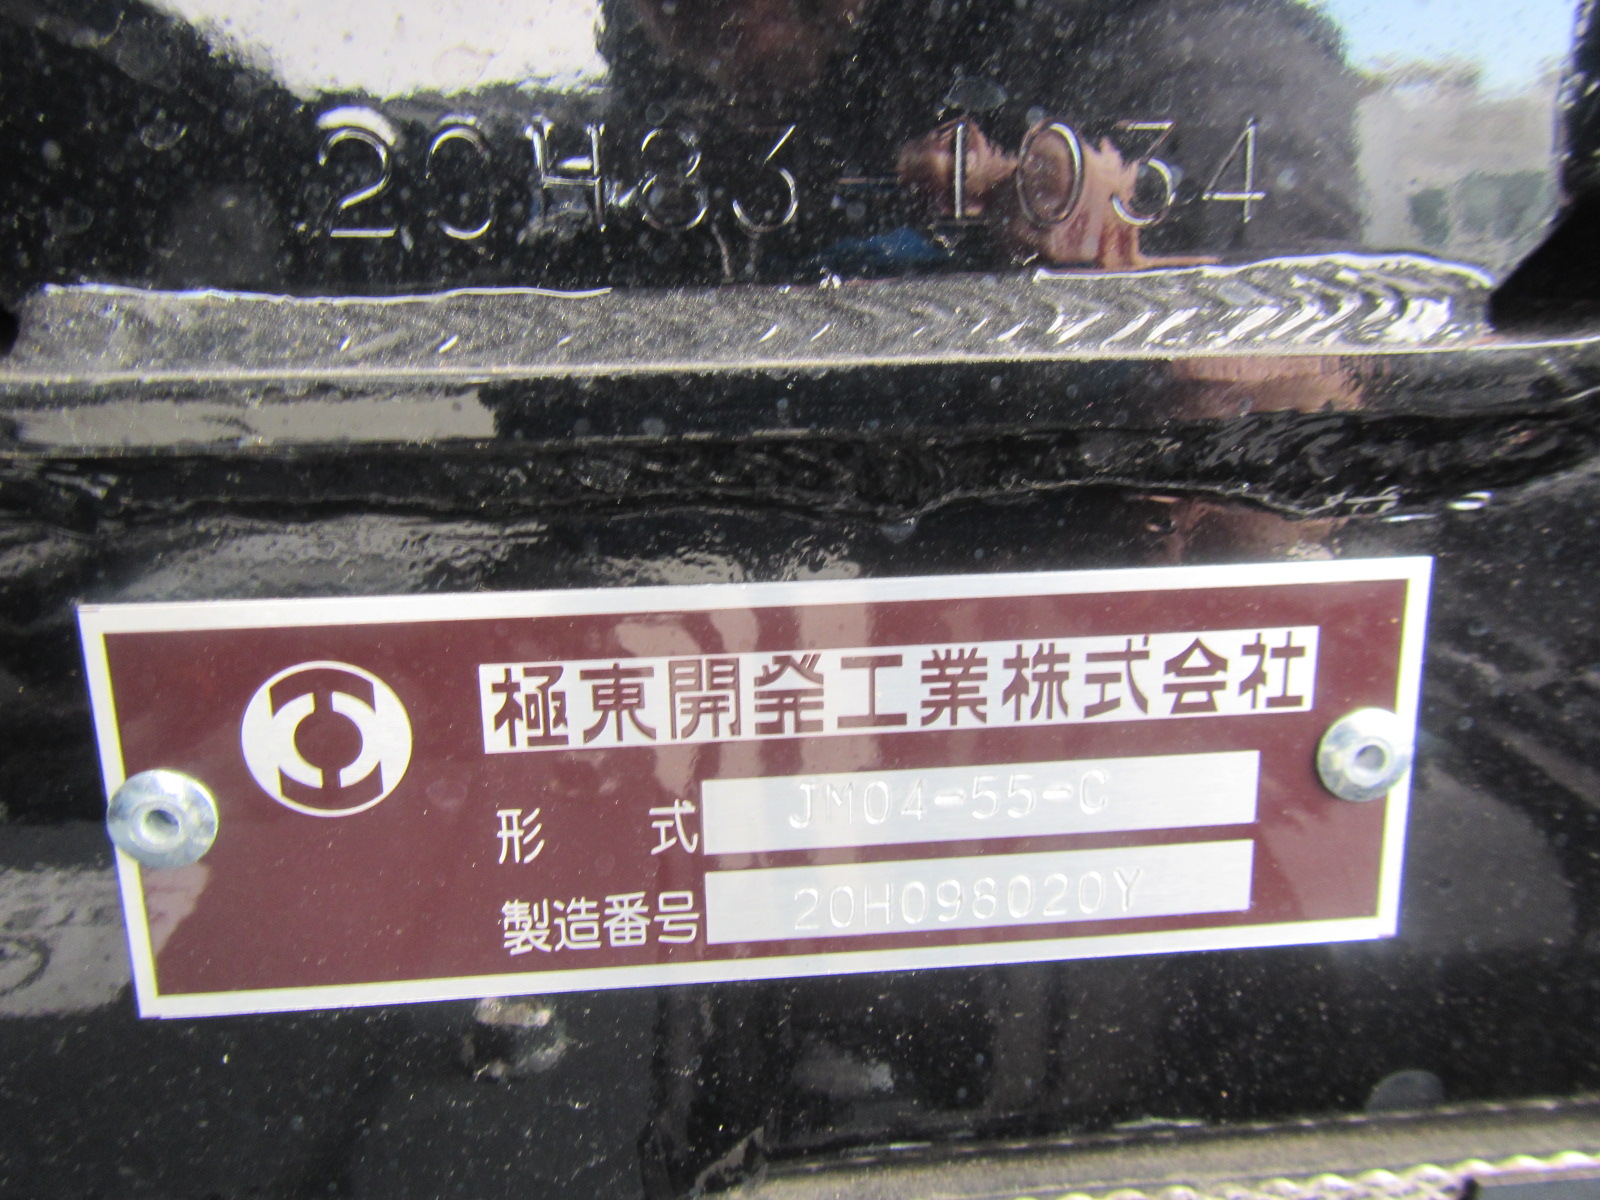 20H83-1034
極東開発工業株式会社
形式 JM04-55-C
製造番号 20H098020Y